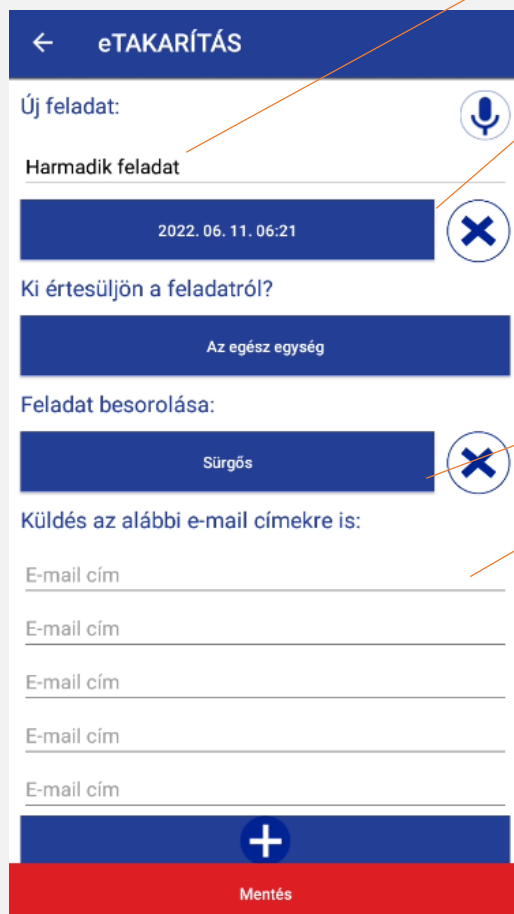 eTAKARÍTÁS
Új feladat:
Harmadik feladat
2022. 06. 11. 06:21
Ki értesüljön a feladatról?
Az egész egység
Feladat besorolása:
Sürgős
Küldés az alábbi e-mail címekre is:
E-mail cím
E-mail cím
E-mail cím
E-mail cím
E-mail cím
Mentés